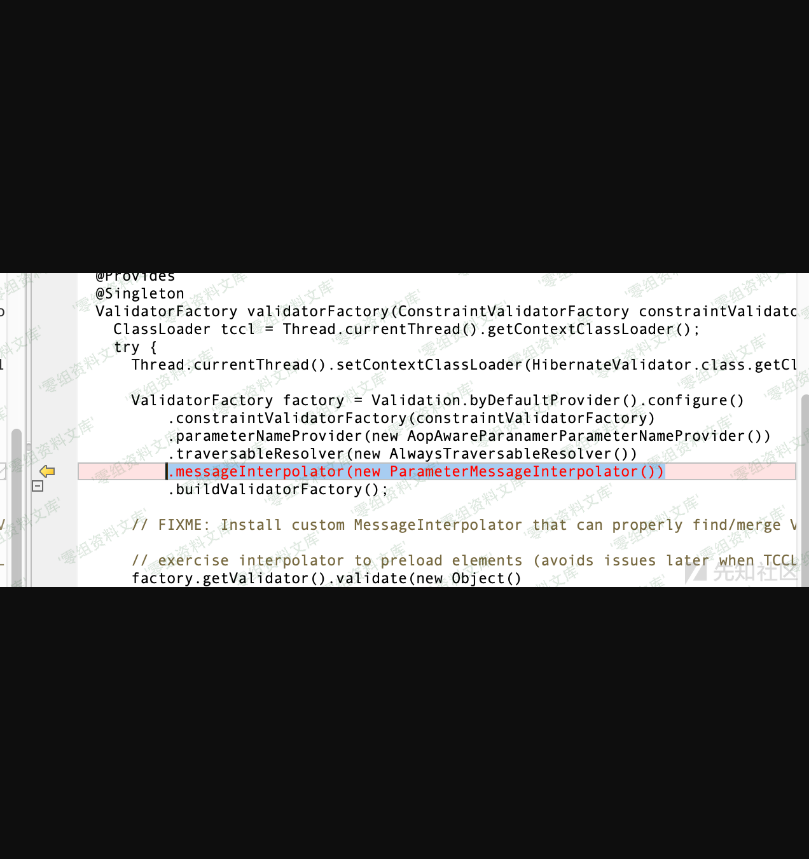 @Provides
@Singleton
ValidatorFactory validatorFactory(ConstraintValidatorFactory constraintValidato
ClassLoader tccl = Thread.currentThread().getContextClassLoader();
try {
Thread.currentThread().setContextClassLoader(HibernateValidator.class.getCl
ValidatorFactory factory = Validation.byDefaultProvider().configure()
.constraintValidatorFactory(constraintValidatorFactory)
.parameterNameProvider(new AopAwareParanamerParameterNameProvider())
.traversableResolver(new AlwaysTraversableResolver())
.messageInterpolator(new ParameterMessageInterpolator())
.buildValidatorFactory();
// FIXME: Install custom MessageInterpolator that can properly find/merge V
// exercise interpolator to preload elements (avoids issues later when TCCL
factory.getValidator().validate(new Object()
先知社区
零组资料文库